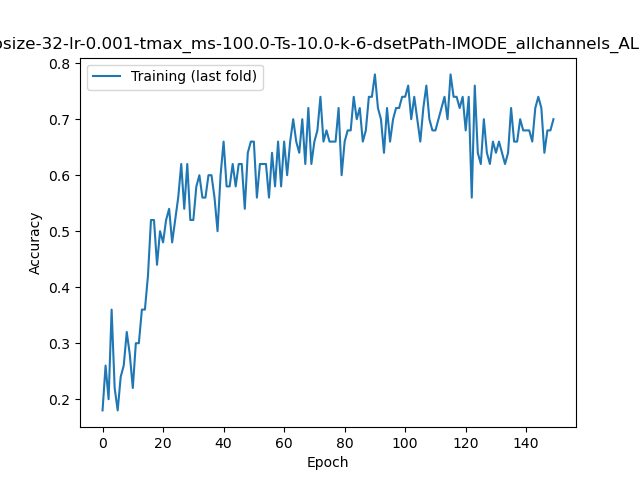 osize-32-lr-0.001-tmax_ms-100.0-Ts-10.0-k-6-dsetPath-IMODE_allchannels_AL
Training (last fold)
0.8
0.7
0.6
0.5
0.4
0.3
0.2
Accuracy
0 20 40 60 80 100 120 140
Epoch